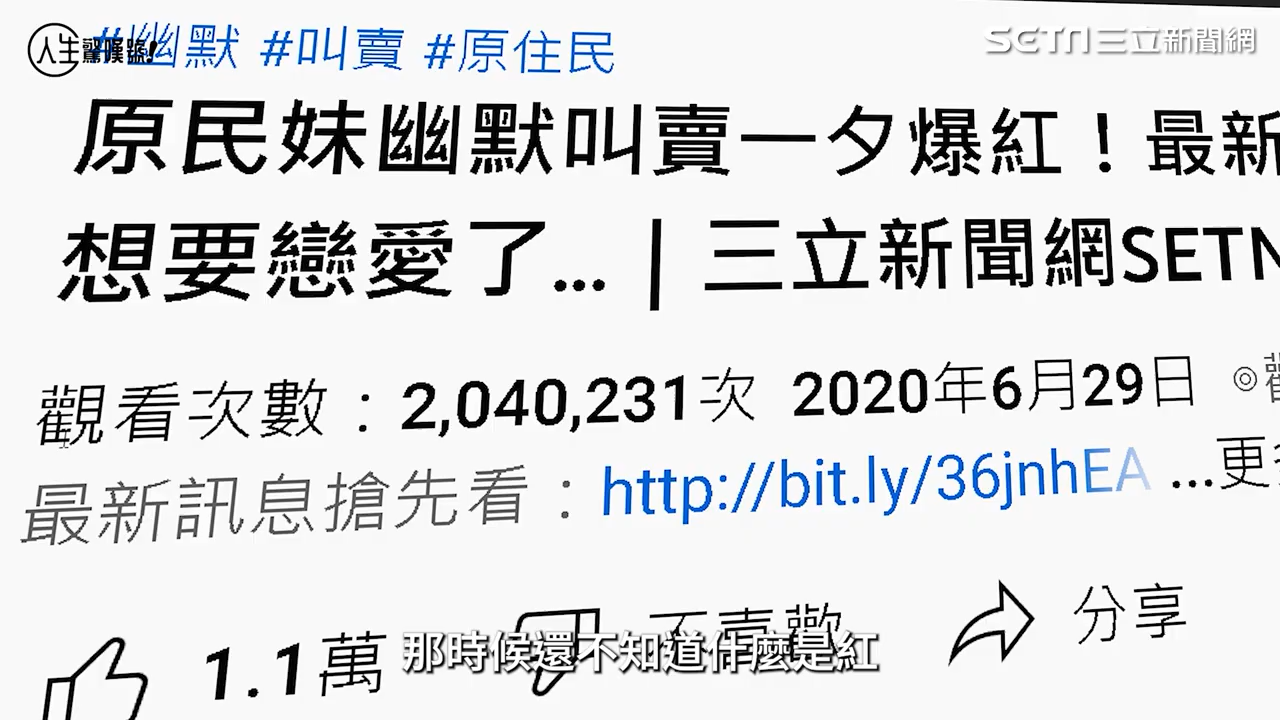 人生驚嘆號!
SETN三立新聞網
#幽默 #叫賣 #原住民
原民妹幽默叫賣一夕爆紅！最新
想要戀愛了...｜三立新聞網SETN
觀看次數：2,040,231次 2020年6月29日
最新訊息搶先看：http://bit.ly/36jnhEA ...更
1.1萬 不喜歡 分享
那時候還不知道什麼是紅